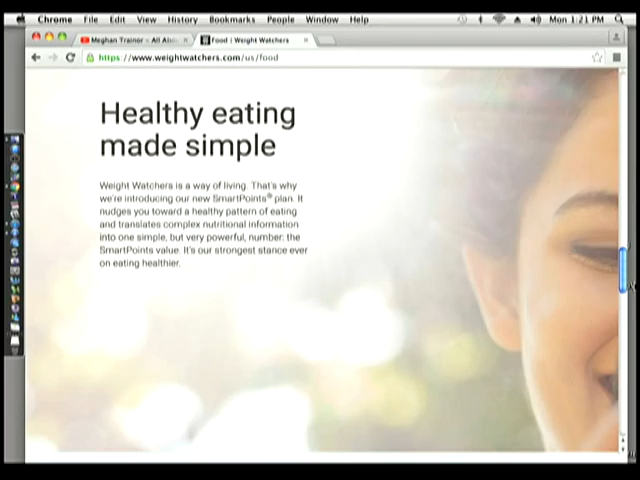 Chrome File Edit View History Bookmarks People Window Help Mon 1:21 PM
Meghan Trainor - All Abou
Food | Weight Watchers
https://www.weightwatchers.com/us/food
Healthy eating
made simple
Weight Watchers is a way of living. That's why
we're introducing our new SmartPoints® plan. It
nudges you toward a healthy pattern of eating
and translates complex nutritional information
into one simple, but very powerful, number: the
SmartPoints value. It's our strongest stance ever
on eating healthier.